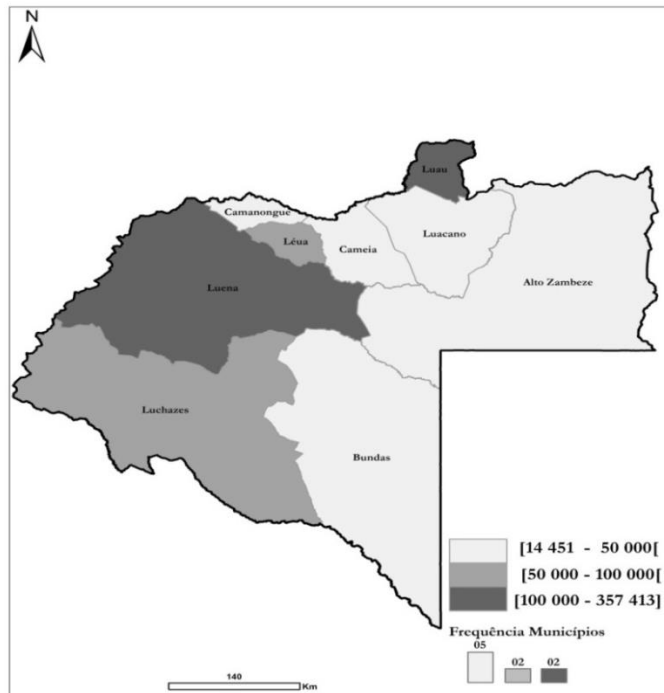 N
Luau
Camanongue
Luacano
Léua
Cameia
Alto Zambeze
Luena
Luchazes
Bundas
[14 451 - 50 000[
[50 000 - 100 000[
[100 000 - 357 413]
Frequência Municípios
05
02 02
140
Km